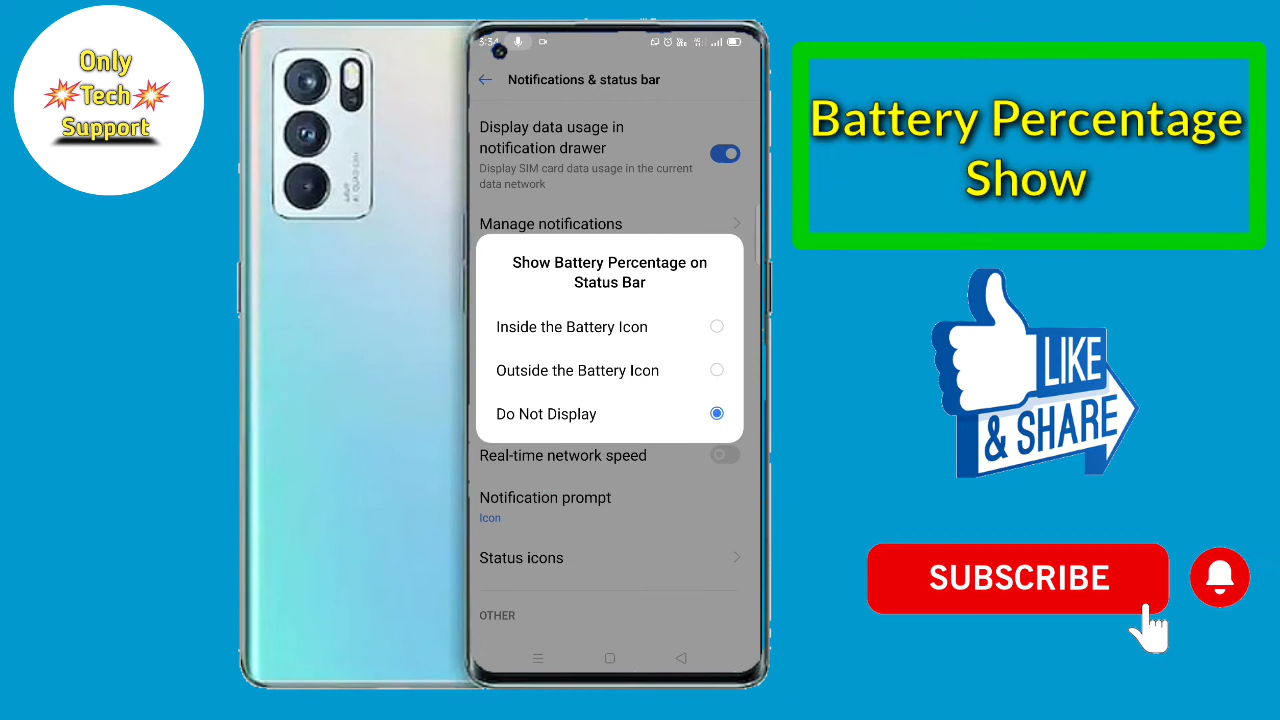 Only
Tech
Support
3:34
Notifications & status bar
Display data usage in
notification drawer
Display SIM card data usage in the current
data network
Manage notifications
Show Battery Percentage on
Status Bar
Inside the Battery Icon
Outside the Battery Icon
Do Not Display
Real-time network speed
Notification prompt
Icon
Status icons
OTHER
Battery Percentage
Show
LIKE
& SHARE
SUBSCRIBE